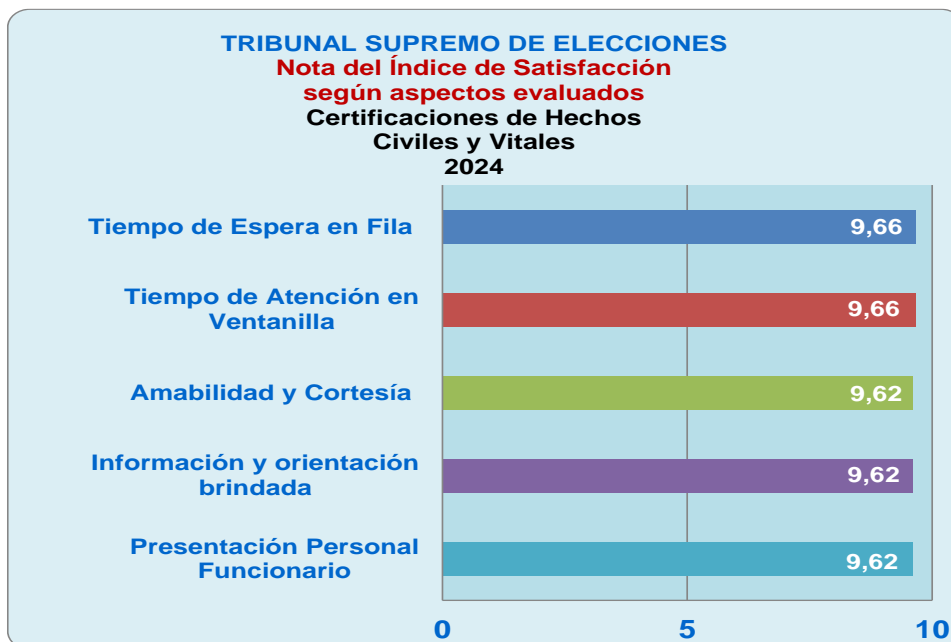 TRIBUNAL SUPREMO DE ELECCIONES
Nota del Índice de Satisfacción
según aspectos evaluados
Certificaciones de Hechos
Civiles y Vitales
2024
Tiempo de Espera en Fila
9,66
Tiempo de Atención en
Ventanilla
9,66
Amabilidad y Cortesía
9,62
Información y orientación
brindada
9,62
Presentación Personal
Funcionario
9,62
0 5 10